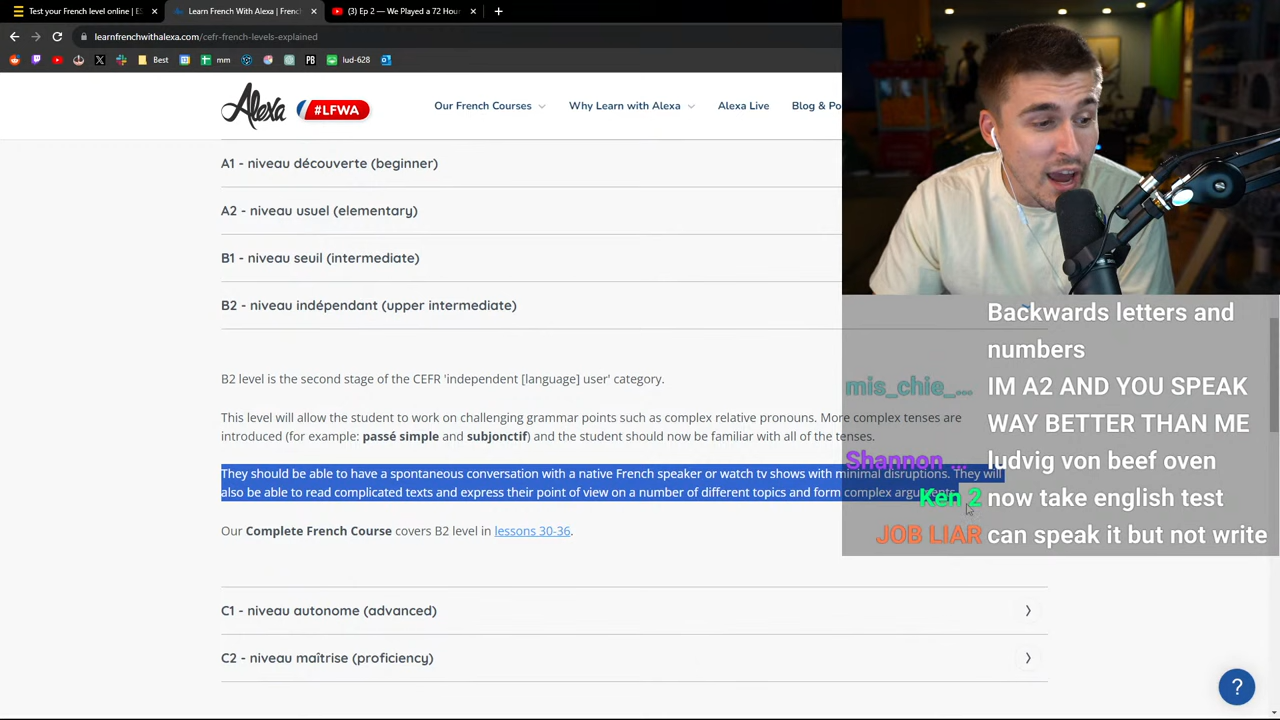 Test your French level online | E
Learn French With Alexa | Frenc
(3) Ep 2 — We Played a 72 Hour
learnfrenchwithalexa.com/cefr-french-levels-explained
Best
mm
PB
lud-628
Alexa
#LFWA
Our French Courses
Why Learn with Alexa
Alexa Live
Blog & Po
A1 - niveau découverte (beginner)
A2 - niveau usuel (elementary)
B1 - niveau seuil (intermediate)
B2 - niveau indépendant (upper intermediate)
B2 level is the second stage of the CEFR 'independent [language] user' category.
This level will allow the student to work on challenging grammar points such as complex relative pronouns. More complex tenses are
introduced (for example: passé simple and subjonctif) and the student should now be familiar with all of the tenses.
They should be able to have a spontaneous conversation with a native French speaker or watch tv shows with minimal disruptions. They will
also be able to read complicated texts and express their point of view on a number of different topics and form complex arguments.
Our Complete French Course covers B2 level in lessons 30-36.
C1 - niveau autonome (advanced)
C2 - niveau maîtrise (proficiency)
?
Backwards letters and
numbers
mis_chie_... IM A2 AND YOU SPEAK
WAY BETTER THAN ME
Shannon ... ludvig von beef oven
Ken 2 now take english test
JOB LIAR can speak it but not write